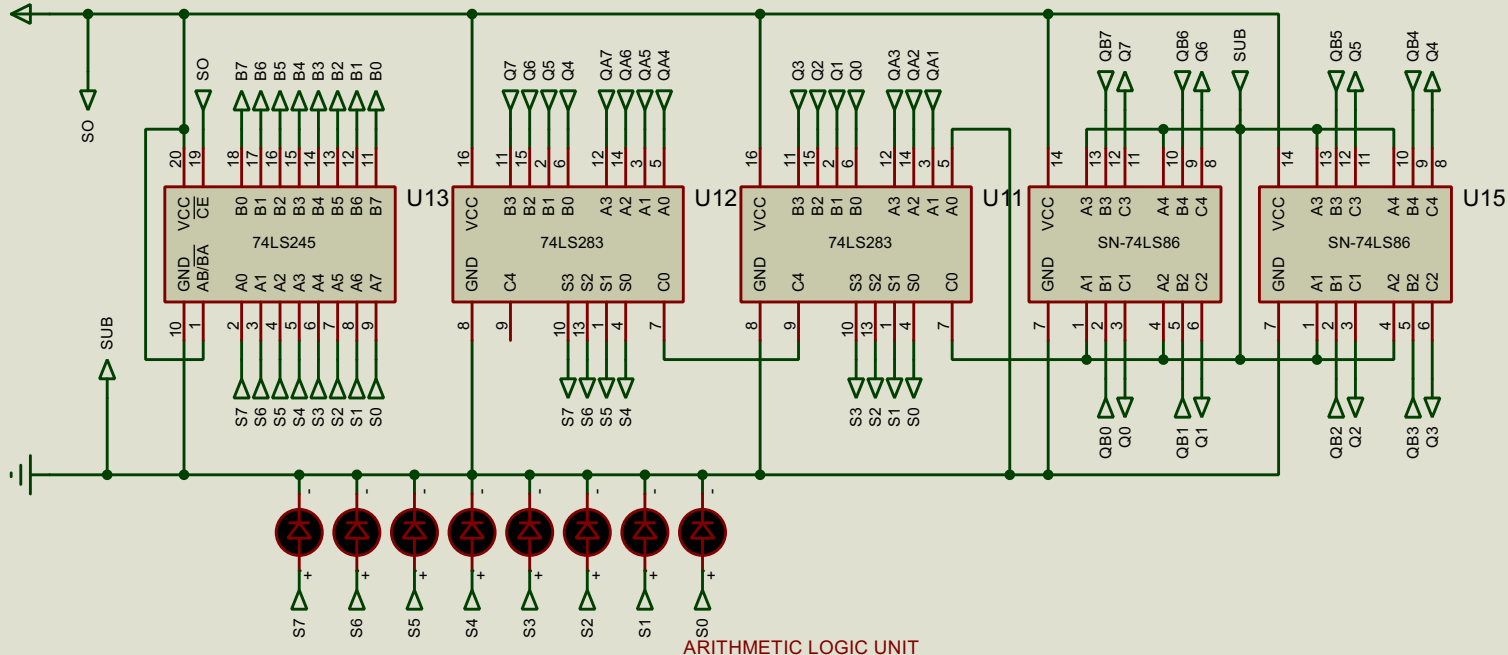 SO
SO
B7 B6 B5 B4 B3 B2 B1 B0
Q7 Q6 Q5 Q4
QA7 QA6 QA5 QA4
Q3 Q2 Q1 Q0
QA3 QA2 QA1
QB7 Q7
QB6 Q6
SUB
QB5 Q5
QB4 Q4
20 19 18 17 16 15 14 13 12 11
16 11 15 2 6 12 14 3 5
16 11 15 2 6 12 14 3 5
14 13 12 11 10 9 8
14 13 12 11 10 9 8
VCC CE B0 B1 B2 B3 B4 B5 B6 B7
U13
VCC B3 B2 B1 B0 A3 A2 A1 A0
U12
VCC B3 B2 B1 B0 A3 A2 A1 A0
U11
VCC A3 B3 C3 A4 B4 C4
VCC A3 B3 C3 A4 B4 C4
U15
74LS245
74LS283
74LS283
SN-74LS86
SN-74LS86
GND AB/BA A0 A1 A2 A3 A4 A5 A6 A7
GND C4 S3 S2 S1 S0 C0
GND C4 S3 S2 S1 S0 C0
GND A1 B1 C1 A2 B2 C2
GND A1 B1 C1 A2 B2 C2
10 1 2 3 4 5 6 7 8 9
8 9 10 13 1 4 7
8 9 10 13 1 4 7
7 1 2 3 4 5 6
7 1 2 3 4 5 6
SUB
S7 S6 S5 S4 S3 S2 S1 S0
S7 S6 S5 S4
S3 S2 S1 S0
QB0 Q0
QB1 Q1
QB2 Q2
QB3 Q3
- - - - - - - -
+ + + + + + + +
S7 S6 S5 S4 S3 S2 S1 S0
ARITHMETIC LOGIC UNIT